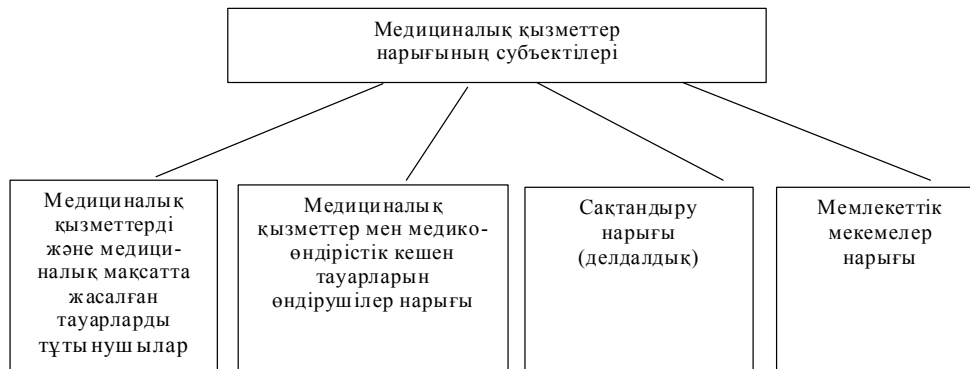 Медициналық қызметтер
нарығының субъектілері
Медициналық
қызметтерді
және медици-
налық мақсатта
жасалған
тауарларды
тұтынушылар
Медициналық
қызметтер мен медико-
өндірістік кешен
тауарларын
өндірушілер нарығы
Сақтандыру
нарығы
(делдалдық)
Мемлекеттік
мекемелер
нарығы